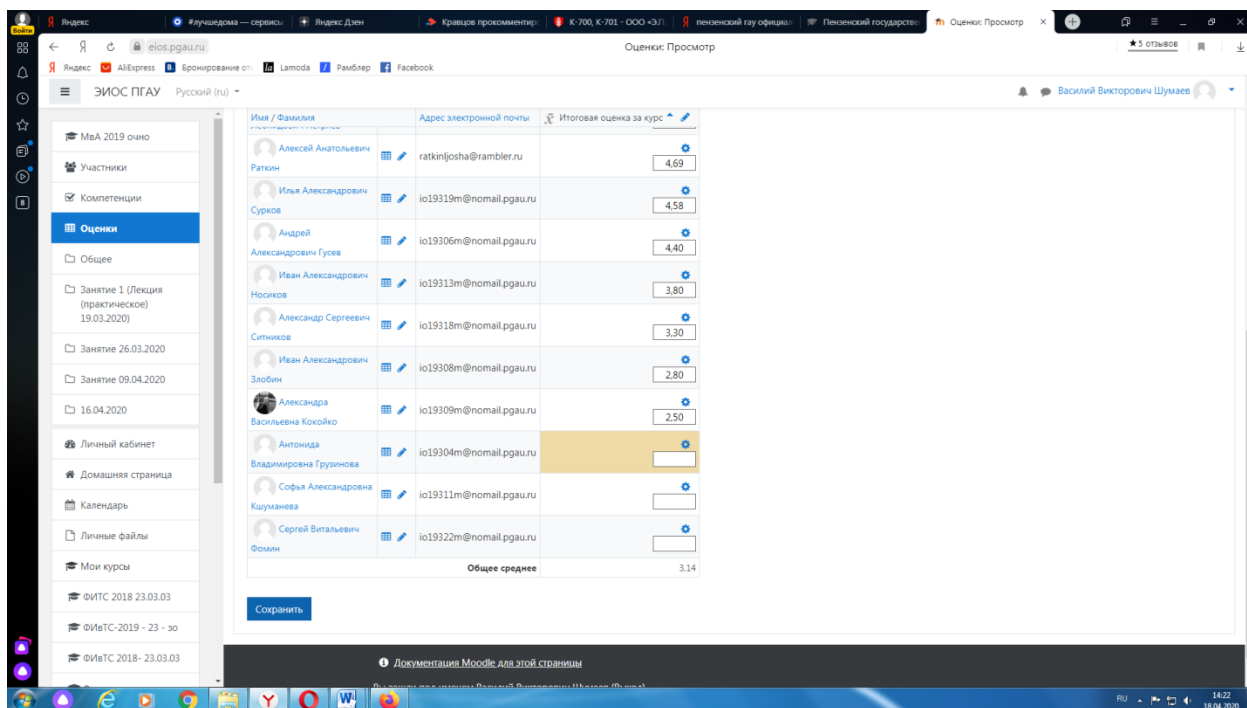 Яндекс
#лучшедома — сервисы
Яндекс Дзен
Кравцов прокомментир
К-700, К-701 - ООО «ЭЛ
пензенский гау официал
Пензенский государстве
Оценки: Просмотр
Войти
eios.pgau.ru
Оценки: Просмотр
★5 отзывов
Яндекс
AliExpress
Бронирование от
Lamoda
Рамблер
Facebook
ЭИОС ПГАУ
Русский (ru)
Василий Викторович Шумаев
МвА 2019 очно
Участники
Компетенции
Оценки
Общее
Занятие 1 (Лекция
(практическое)
19.03.2020)
Занятие 26.03.2020
Занятие 09.04.2020
16.04.2020
Личный кабинет
Домашняя страница
Календарь
Личные файлы
Мои курсы
ФИТС 2018 23.03.03
ФИвТС-2019 - 23 - зо
ФИвТС 2018- 23.03.03
Имя / Фамилия
Адрес электронной почты
Итоговая оценка за курс
Алексей Анатольевич
Раткин
ratkinljosha@rambler.ru
4,69
Илья Александрович
Сурков
io19319m@nomail.pgau.ru
4,58
Андрей
Александрович Гусев
io19306m@nomail.pgau.ru
4,40
Иван Александрович
Носиков
io19313m@nomail.pgau.ru
3,80
Александр Сергеевич
Ситников
io19318m@nomail.pgau.ru
3,30
Иван Александрович
Злобин
io19308m@nomail.pgau.ru
2,80
Александра
Васильевна Кокойко
io19309m@nomail.pgau.ru
2,50
Антонида
Владимировна Грузинова
io19304m@nomail.pgau.ru
Софья Александровна
Кшуманева
io19311m@nomail.pgau.ru
Сергей Витальевич
Фомин
io19322m@nomail.pgau.ru
Общее среднее
3,14
Сохранить
Документация Moodle для этой страницы
Вы зашли под именем Василий Викторович Шумаев (Выход)
RU
14:22
18.04.2020